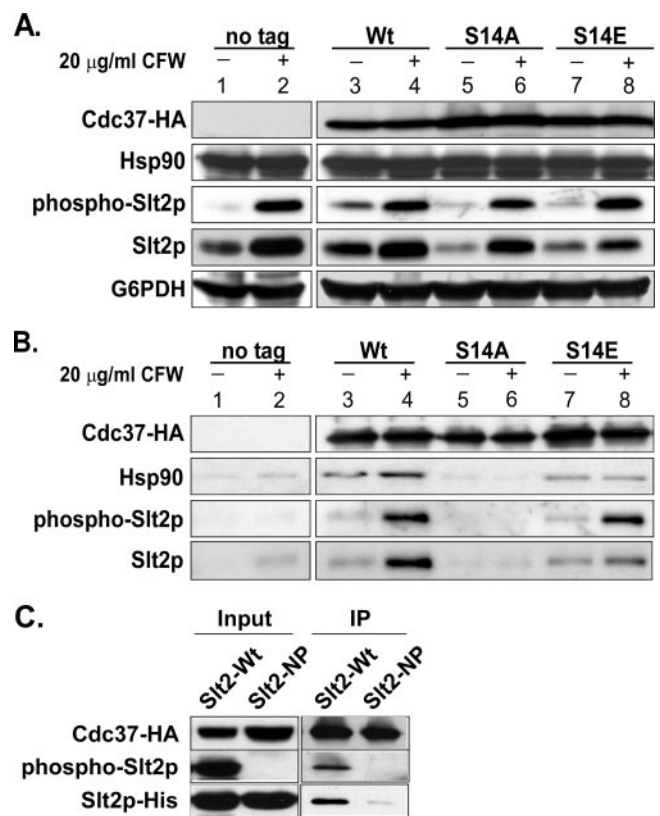 A.
no tag Wt S14A S14E
20 µg/ml CFW – + – + – + – +
1 2 3 4 5 6 7 8
Cdc37-HA
Hsp90
phospho-Slt2p
Slt2p
G6PDH
B.
no tag Wt S14A S14E
20 µg/ml CFW – + – + – + – +
1 2 3 4 5 6 7 8
Cdc37-HA
Hsp90
phospho-Slt2p
Slt2p
C.
Input IP
Slt2-Wt Slt2-NP Slt2-Wt Slt2-NP
Cdc37-HA
phospho-Slt2p
Slt2p-His